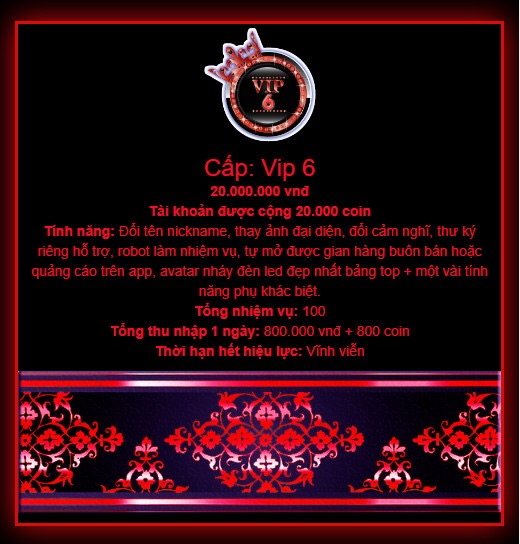 VIP
6
Cấp: Vip 6
20.000.000 vnđ
Tài khoản được cộng 20.000 coin
Tính năng: Đổi tên nickname, thay ảnh đại diện, đổi cảm nghĩ, thư ký
riêng hỗ trợ, robot làm nhiệm vụ, tự mở được gian hàng buôn bán hoặc
quảng cáo trên app, avatar nháy đèn led đẹp nhất bảng top + một vài tính
năng phụ khác biệt.
Tổng nhiệm vụ: 100
Tổng thu nhập 1 ngày: 800.000 vnđ + 800 coin
Thời hạn hết hiệu lực: Vĩnh viễn